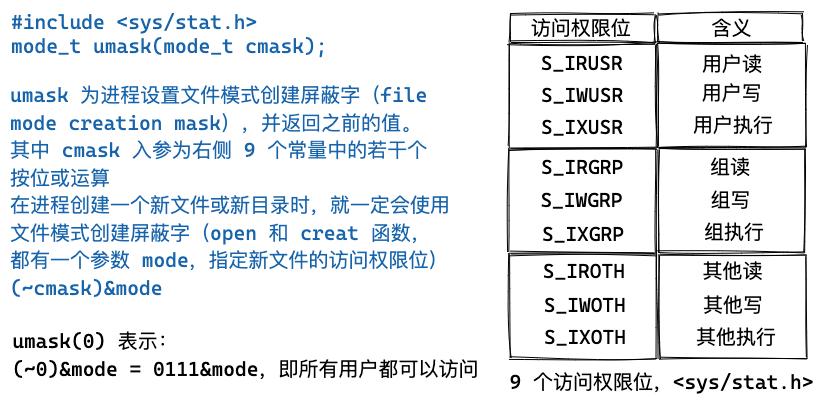 #include <sys/stat.h>
mode_t umask(mode_t cmask);
umask 为进程设置文件模式创建屏蔽字（file
mode creation mask），并返回之前的值。
其中 cmask 入参为右侧 9 个常量中的若干个
按位或运算
在进程创建一个新文件或新目录时，就一定会使用
文件模式创建屏蔽字（open 和 creat 函数，
都有一个参数 mode，指定新文件的访问权限位）
(~cmask)&mode
umask(0) 表示：
(~0)&mode = 0111&mode，即所有用户都可以访问
访问权限位 含义
S_IRUSR 用户读
S_IWUSR 用户写
S_IXUSR 用户执行
S_IRGRP 组读
S_IWGRP 组写
S_IXGRP 组执行
S_IROTH 其他读
S_IWOTH 其他写
S_IXOTH 其他执行
9 个访问权限位，<sys/stat.h>